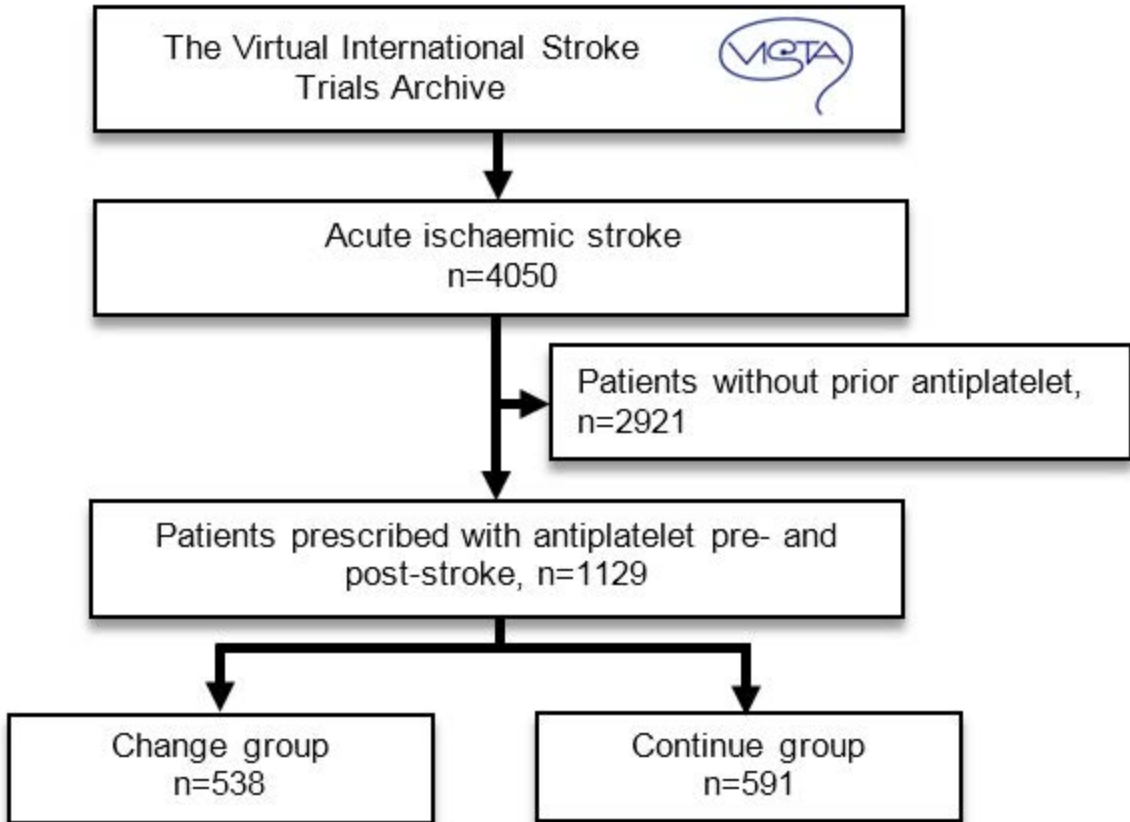 The Virtual International Stroke
Trials Archive
VISTA
Acute ischaemic stroke
n=4050
Patients without prior antiplatelet,
n=2921
Patients prescribed with antiplatelet pre- and
post-stroke, n=1129
Change group
n=538
Continue group
n=591